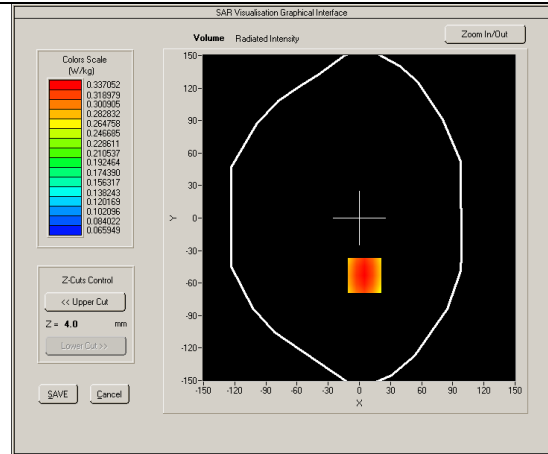 SAR Visualisation Graphical Interface
Volume Radiated Intensity
Zoom In/Out
Colors Scale
(W/kg)
0.337052
0.318979
0.300905
0.282832
0.264758
0.246685
0.228611
0.210537
0.192464
0.174390
0.156317
0.138243
0.120169
0.102096
0.084022
0.065949
Z-Cuts Control
<< Upper Cut
Z = 4.0 mm
Lower Cut >>
SAVE Cancel
150
120
90
60
30
0
-30
-60
-90
-120
-150
Y
-150 -120 -90 -60 -30 0 30 60 90 120 150
X